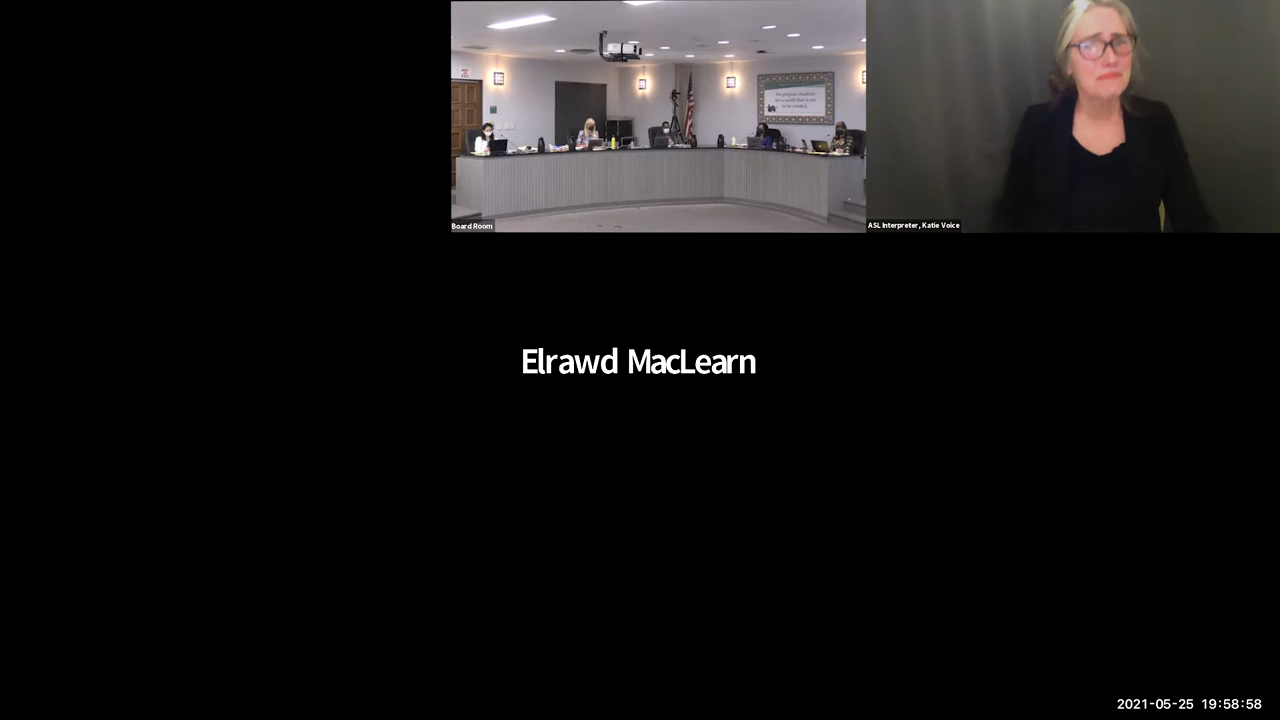 Board Room
ASL Interpreter, Katie Voice
Elrawd MacLearn
2021-05-25 19:58:58